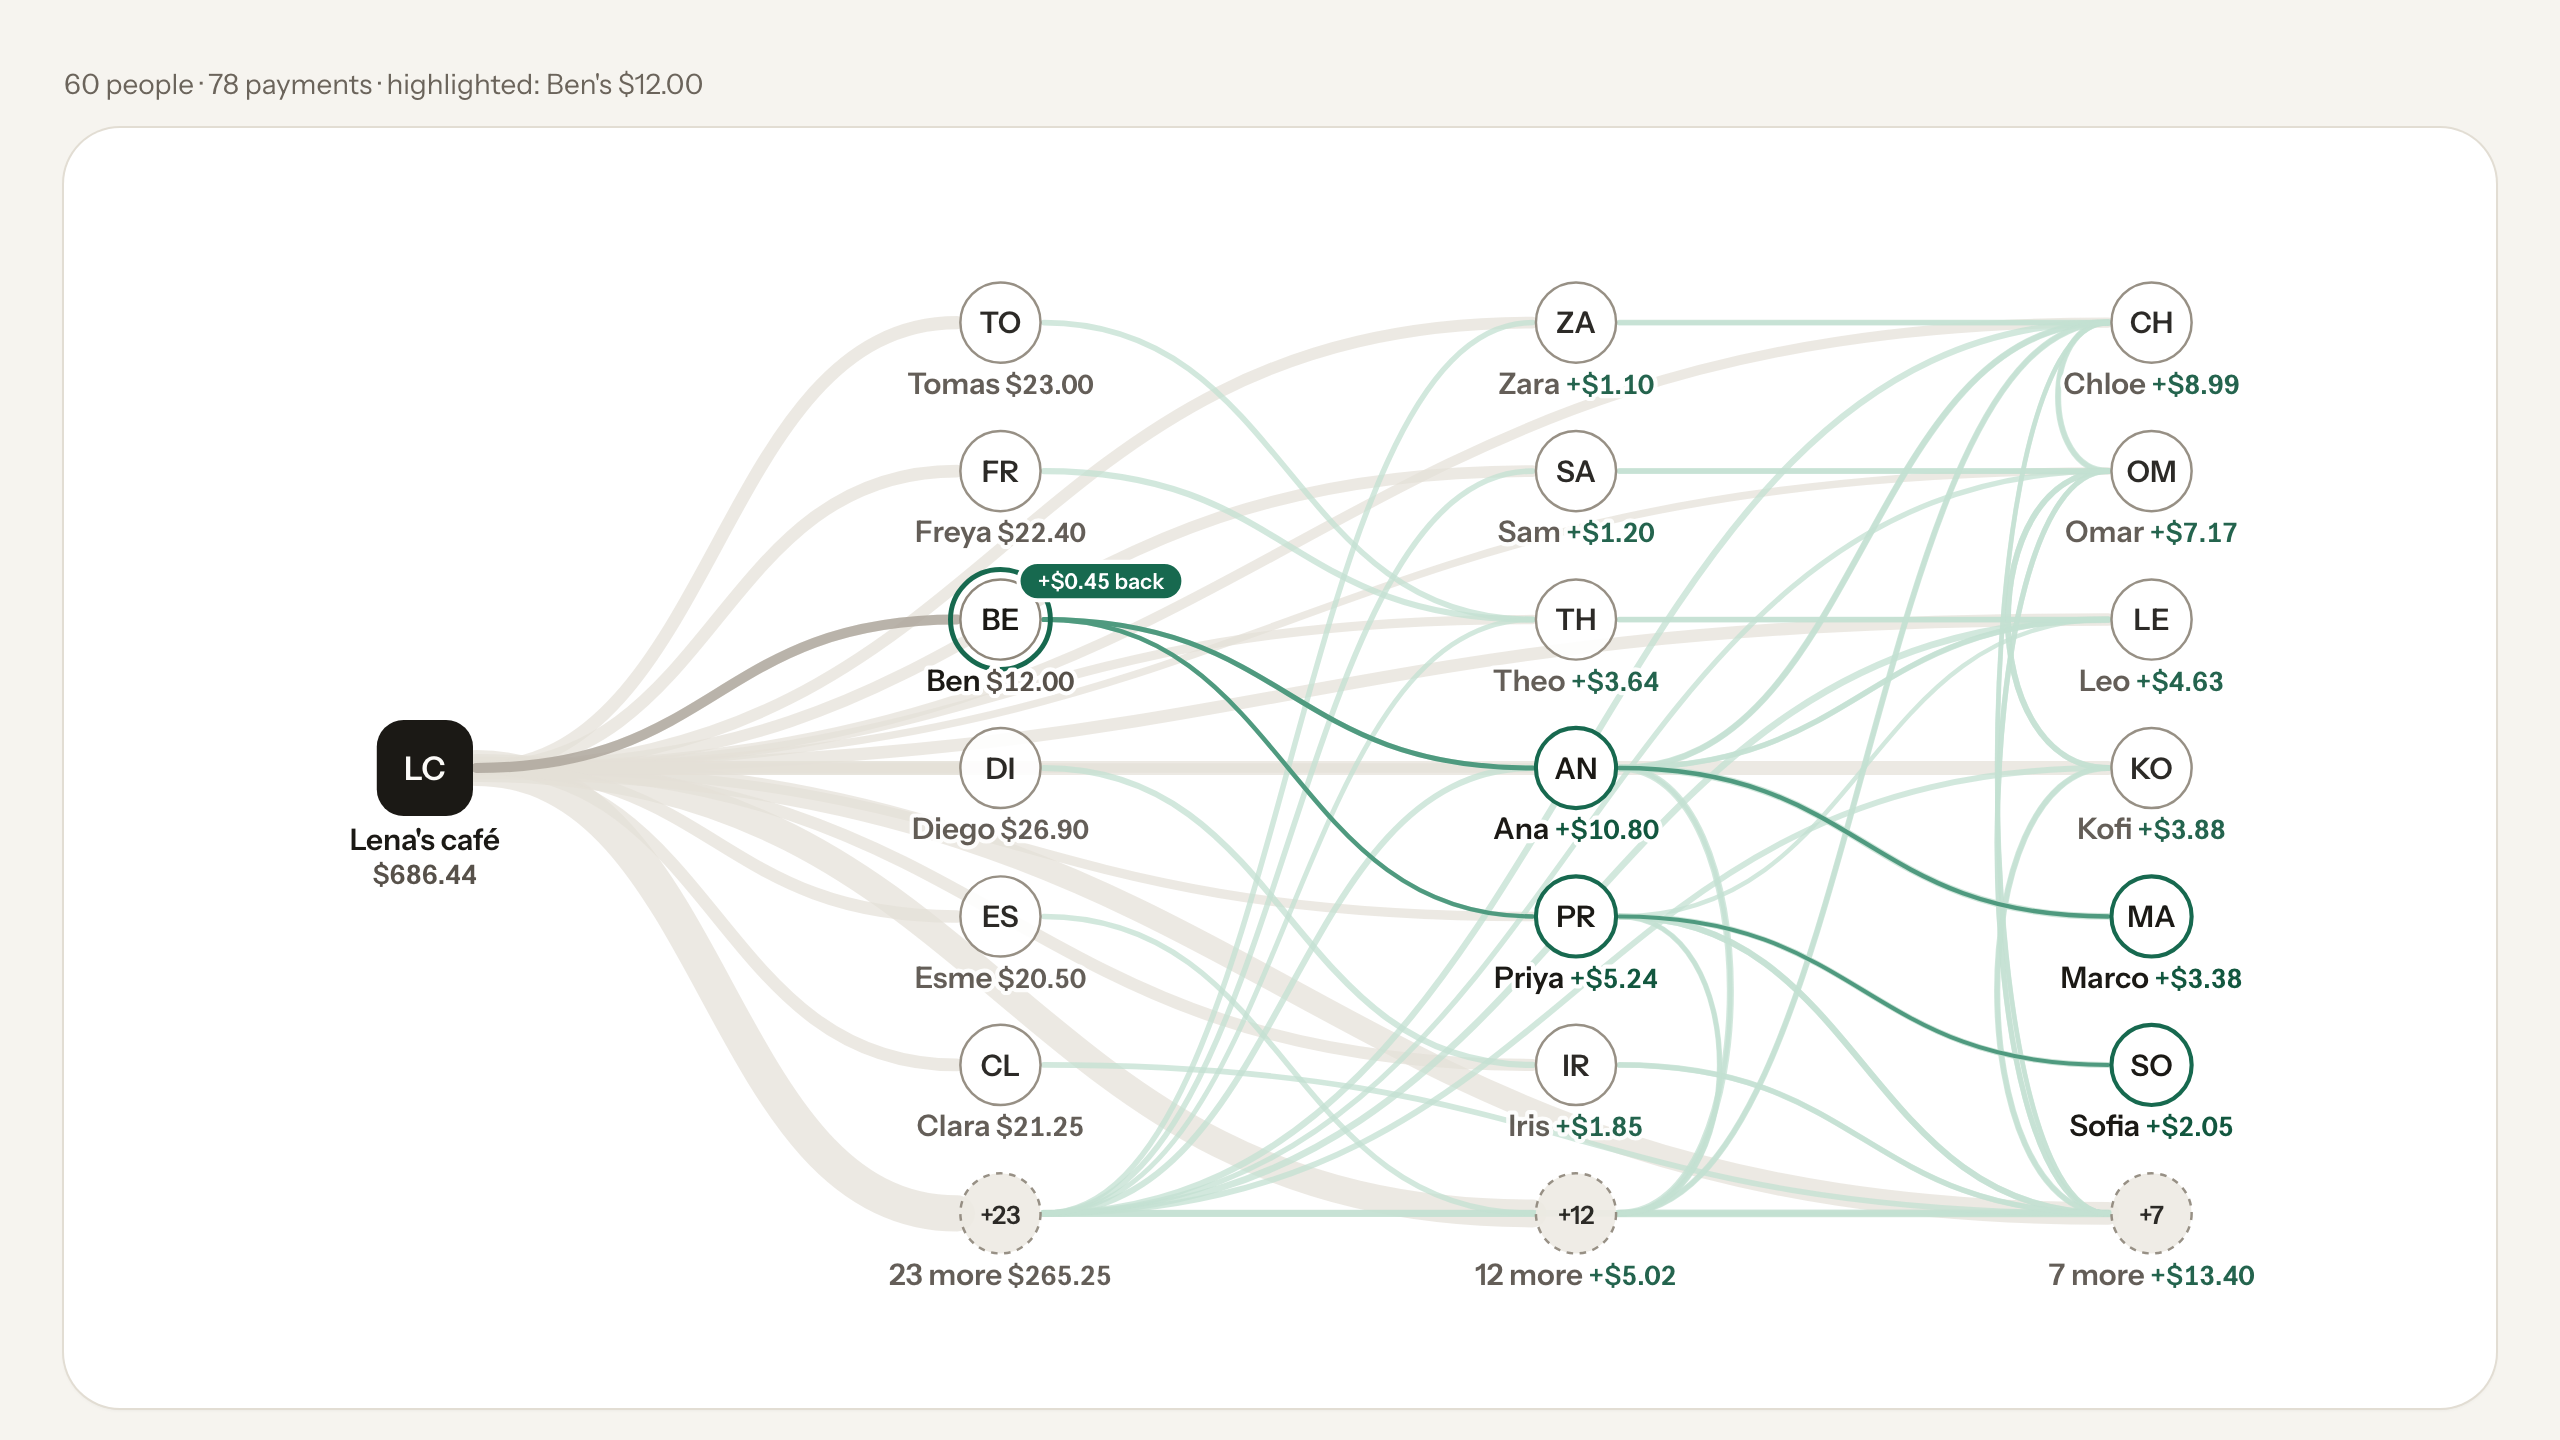 60 people · 78 payments · highlighted: Ben's $12.00
LC
Lena's café
$686.44
TO
Tomas $23.00
FR
Freya $22.40
BE
+$0.45 back
Ben $12.00
DI
Diego $26.90
ES
Esme $20.50
CL
Clara $21.25
+23
23 more $265.25
ZA
Zara +$1.10
SA
Sam +$1.20
TH
Theo +$3.64
AN
Ana +$10.80
PR
Priya +$5.24
IR
Iris +$1.85
+12
12 more +$5.02
CH
Chloe +$8.99
OM
Omar +$7.17
LE
Leo +$4.63
KO
Kofi +$3.88
MA
Marco +$3.38
SO
Sofia +$2.05
+7
7 more +$13.40